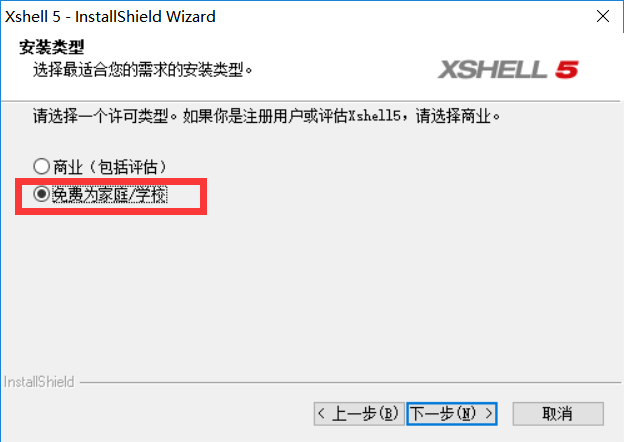 Xshell 5 - InstallShield Wizard
安装类型
选择最适合您的需求的安装类型。
XSHELL 5
请选择一个许可类型。如果你是注册用户或评估Xshell5，请选择商业。
商业（包括评估）
免费为家庭/学校
InstallShield
< 上一步(B)
下一步(N) >
取消